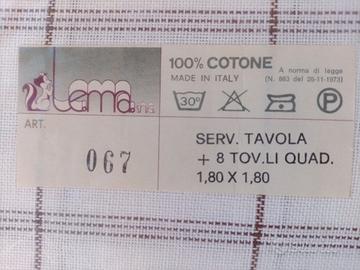 Lema
100% COTONE
MADE IN ITALY
A norma di legge
(N. 883 del 26-11-1973)
30°
P
ART.
067
SERV. TAVOLA
+ 8 TOV.LI QUAD.
1,80 X 1,80